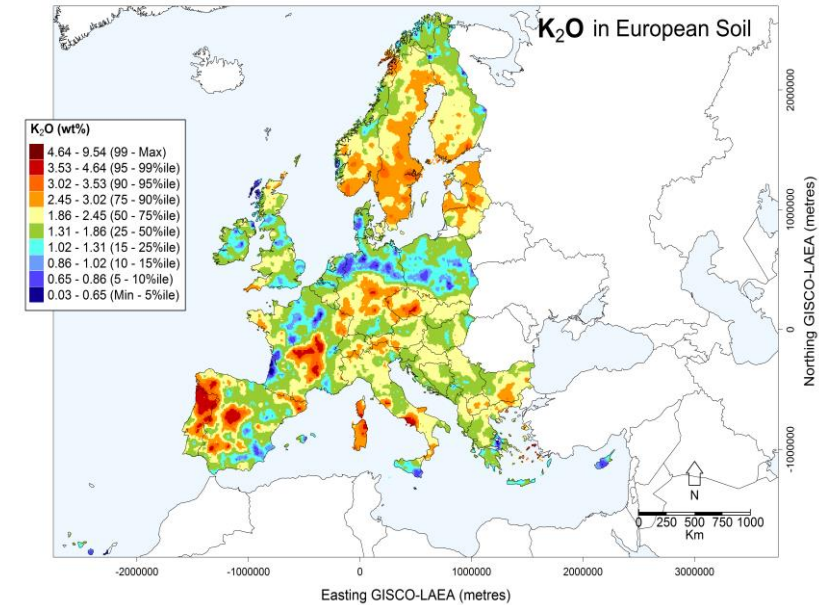 K₂O in European Soil
K₂O (wt%)
4.64 - 9.54 (99 - Max)
3.53 - 4.64 (95 - 99%ile)
3.02 - 3.53 (90 - 95%ile)
2.45 - 3.02 (75 - 90%ile)
1.86 - 2.45 (50 - 75%ile)
1.31 - 1.86 (25 - 50%ile)
1.02 - 1.31 (15 - 25%ile)
0.86 - 1.02 (10 - 15%ile)
0.65 - 0.86 (5 - 10%ile)
0.03 - 0.65 (Min - 5%ile)
2000000
1000000
0
-1000000
Northing GISCO-LAEA (metres)
N
0 250 500 750 1000
Km
-2000000 -1000000 0 1000000 2000000 3000000
Easting GISCO-LAEA (metres)